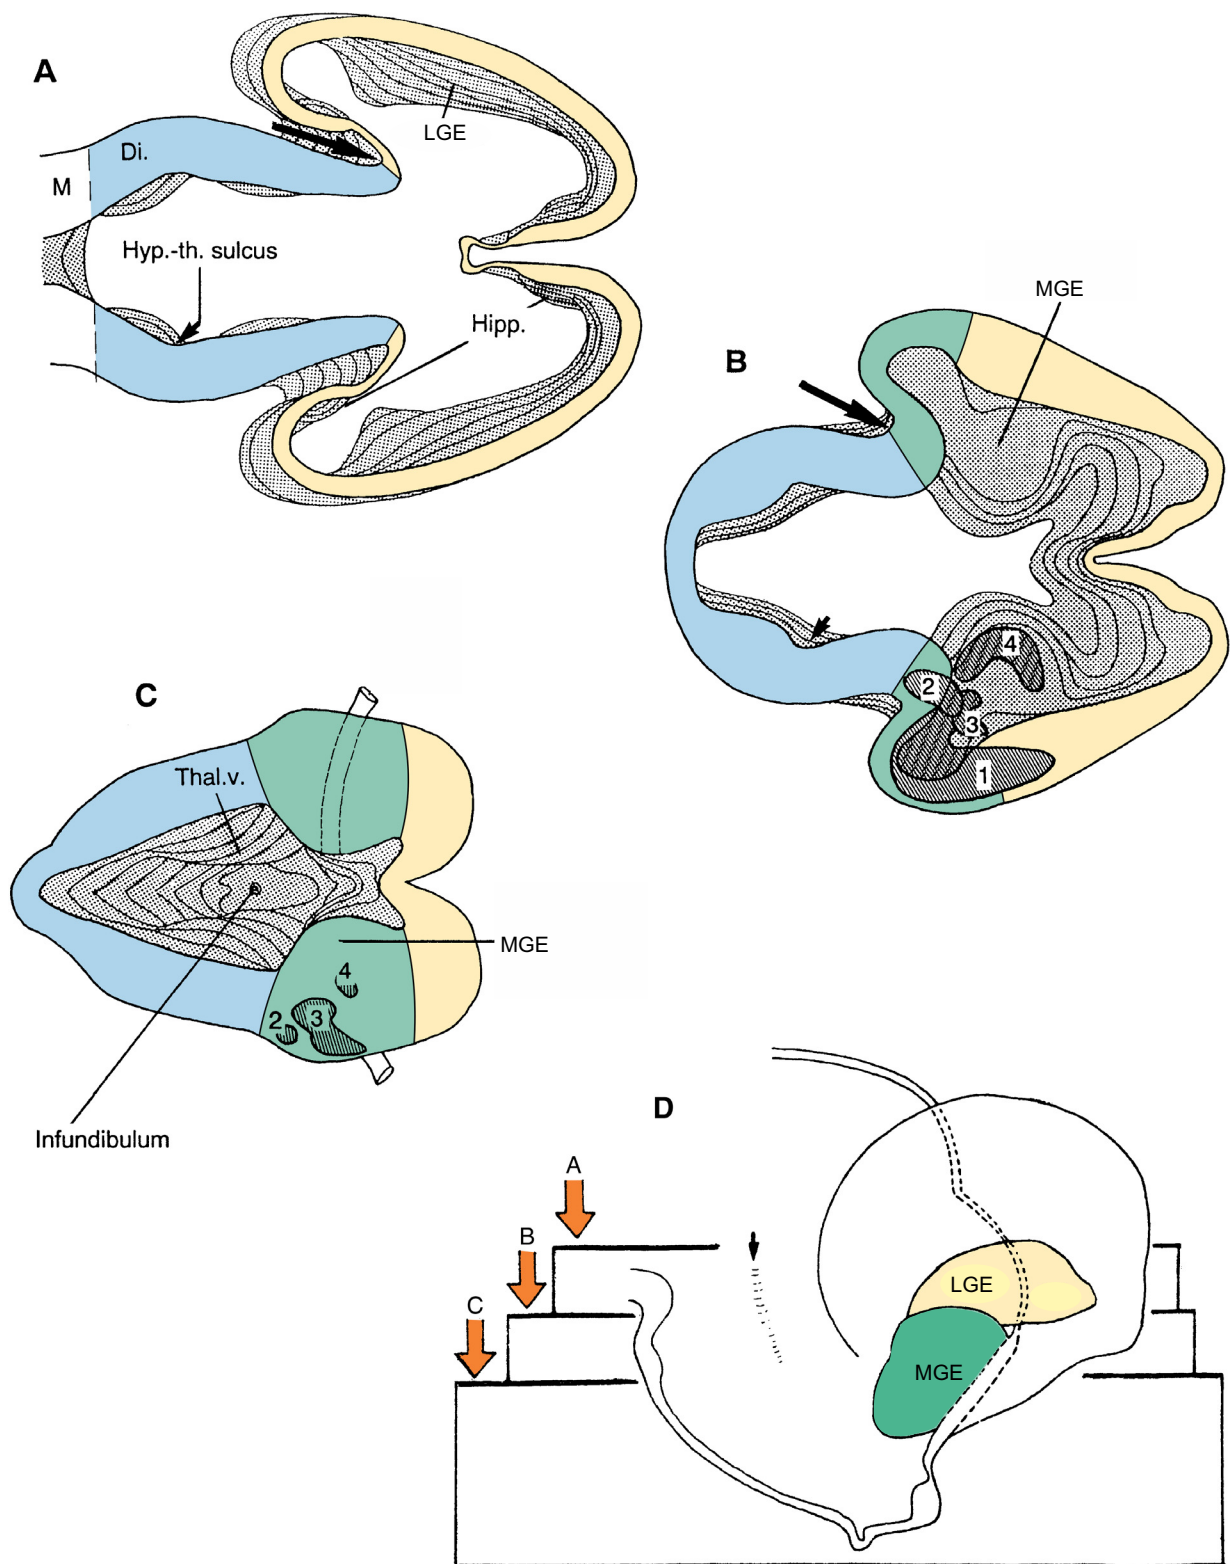 A
LGE
Di.
M
Hyp.-th. sulcus
Hipp.
MGE
B
4
2
3
1
C
Thal.v.
MGE
4
2
3
Infundibulum
D
A
B
C
LGE
MGE